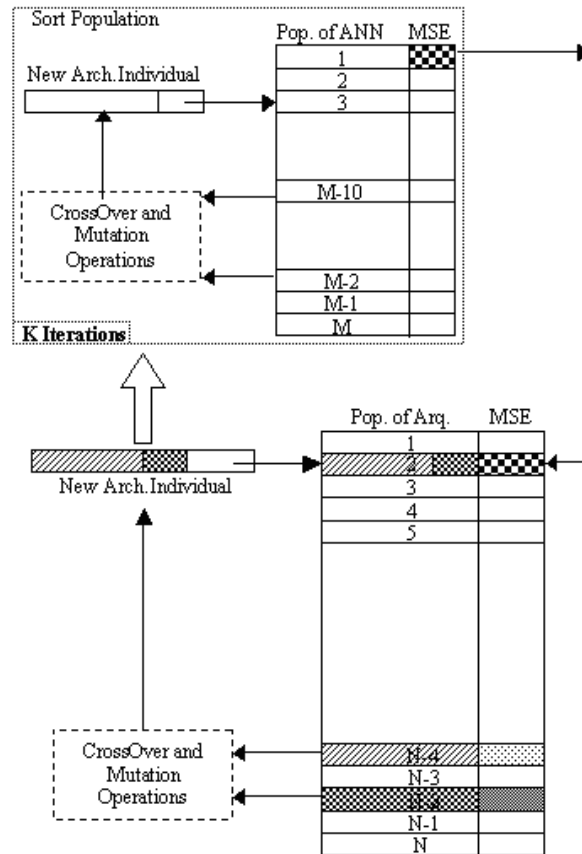 Sort Population
Pop. of ANN MSE
1
New Arch.Individual
2
3
M-10
CrossOver and
Mutation
Operations
M-2
M-1
M
K Iterations
Pop. of Arq. MSE
1
2
New Arch.Individual
3
4
5
N-4
CrossOver and
Mutation
Operations
N-3
N-2
N-1
N